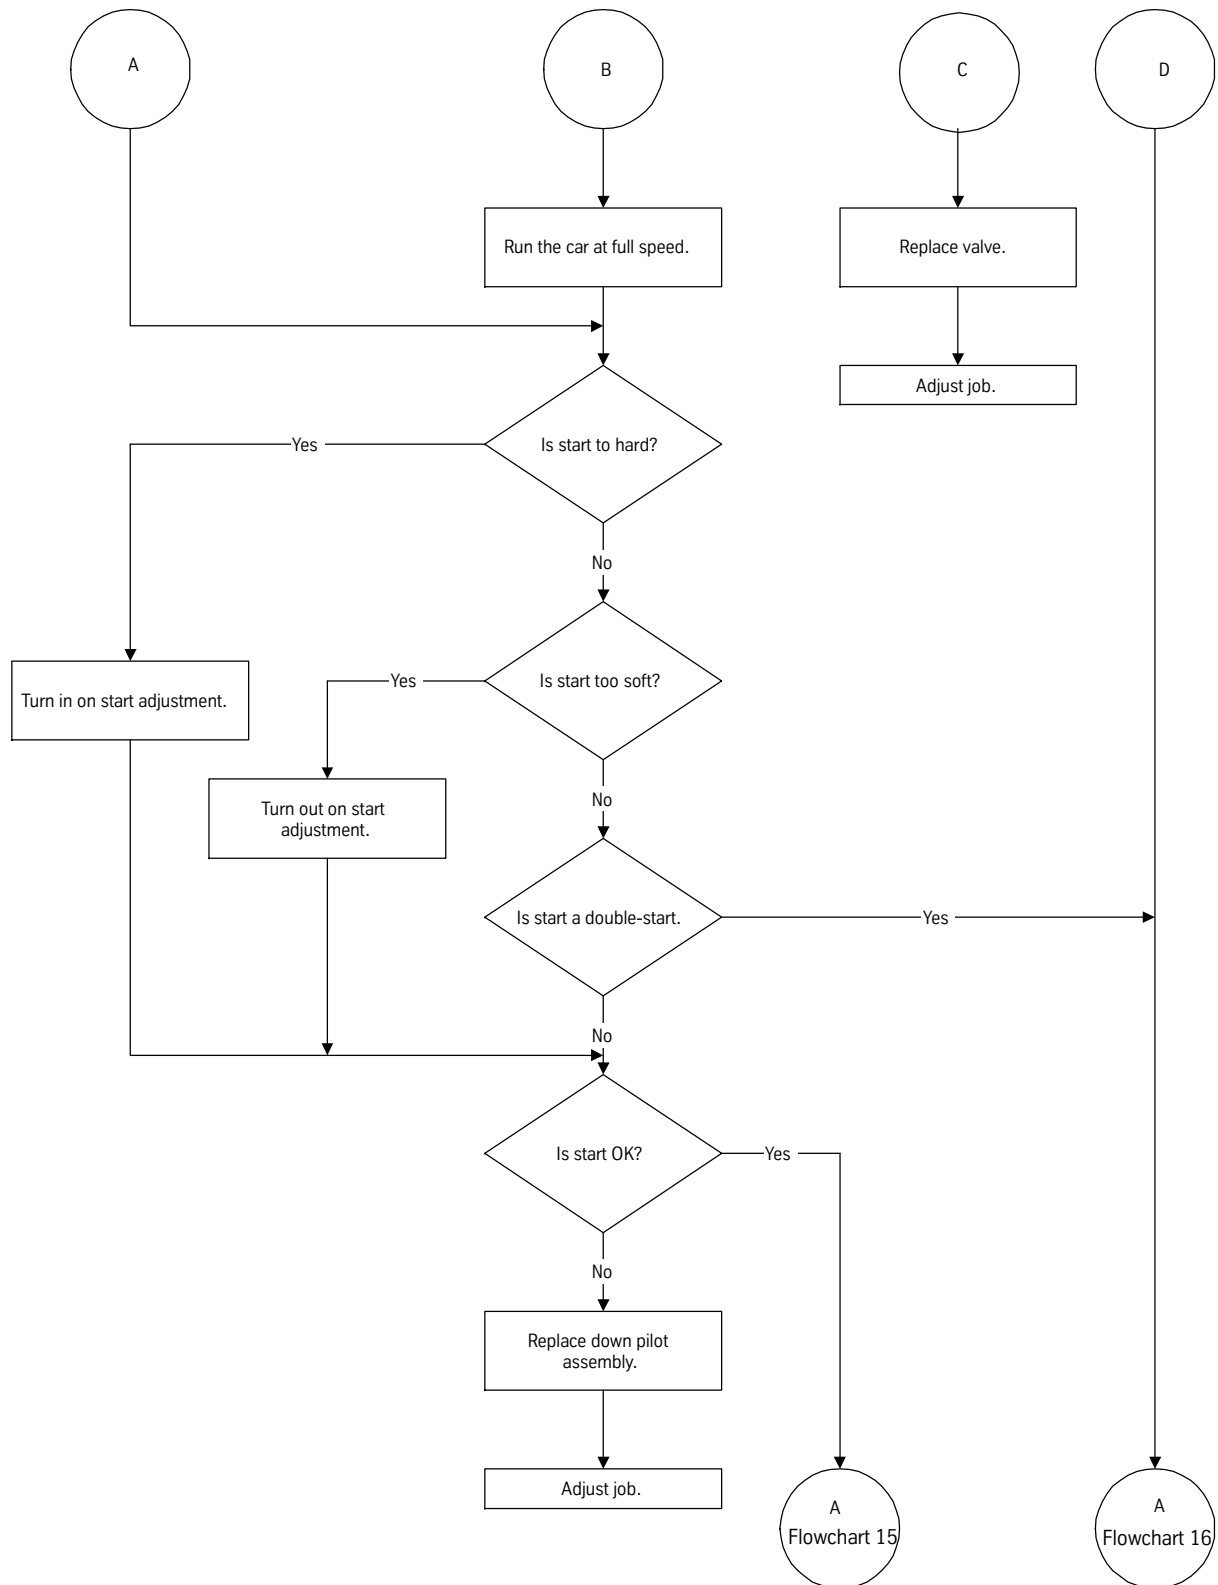 A
B
C
D
Run the car at full speed.
Replace valve.
Adjust job.
Is start to hard?
Yes
No
Turn in on start adjustment.
Is start too soft?
Yes
Turn out on start
adjustment.
No
Is start a double-start.
Yes
No
Is start OK?
Yes
No
Replace down pilot
assembly.
Adjust job.
A
Flowchart 15
A
Flowchart 16